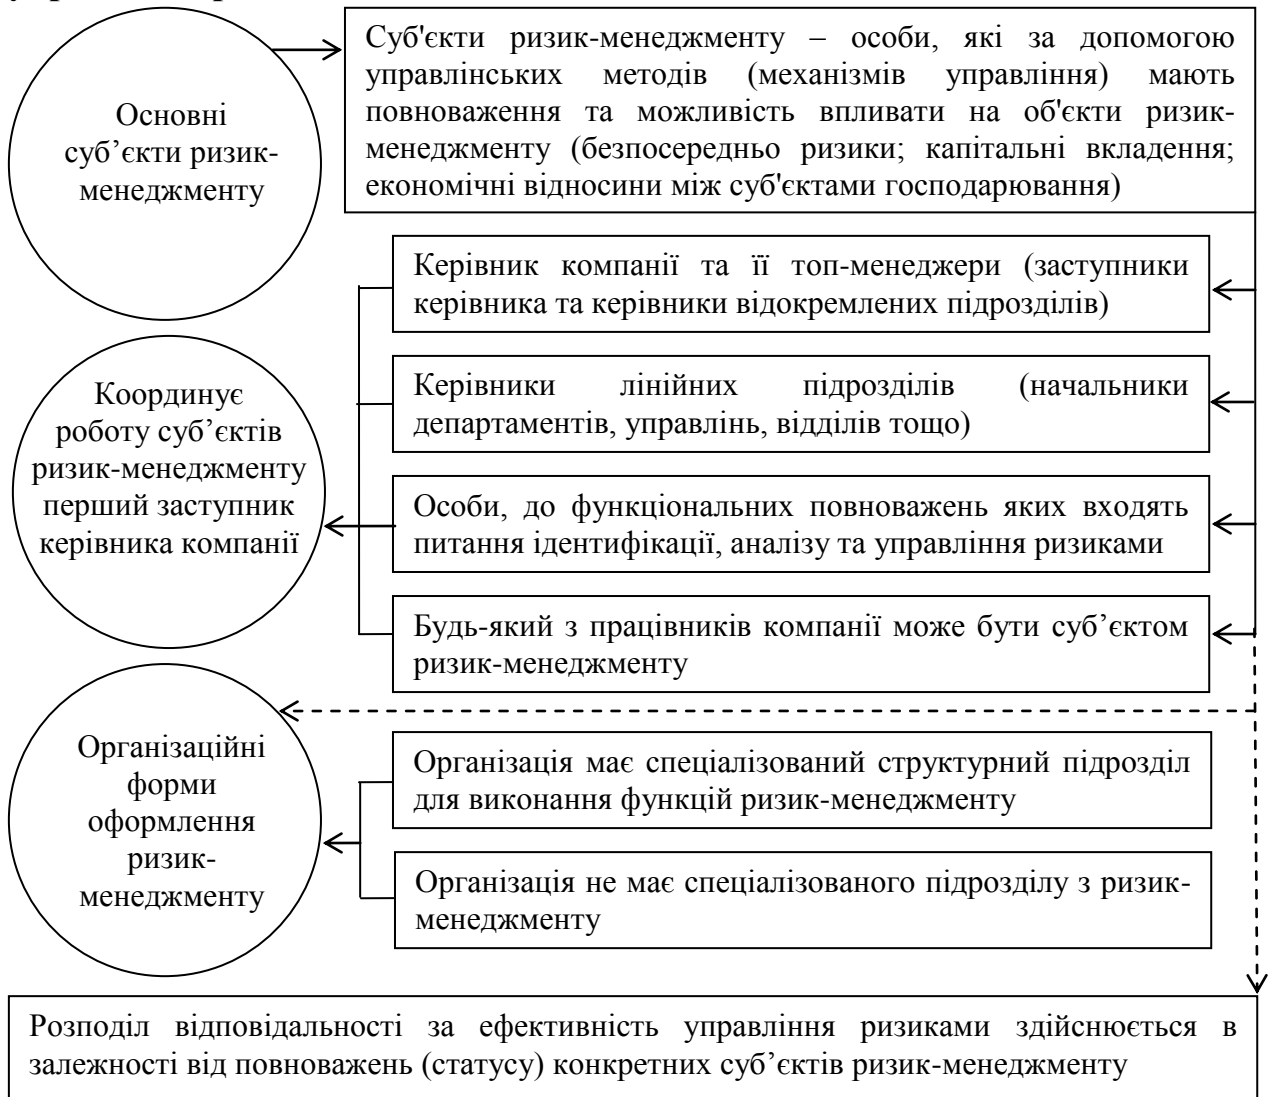 Основні
суб’єкти ризик-
менеджменту
Суб'єкти ризик-менеджменту – особи, які за допомогою
управлінських методів (механізмів управління) мають
повноваження та можливість впливати на об'єкти ризик-
менеджменту (безпосередньо ризики; капітальні вкладення;
економічні відносини між суб'єктами господарювання)
Керівник компанії та її топ-менеджери (заступники
керівника та керівники відокремлених підрозділів)
Керівники лінійних підрозділів (начальники
департаментів, управлінь, відділів тощо)
Координує
роботу суб’єктів
ризик-менеджменту
перший заступник
керівника компанії
Особи, до функціональних повноважень яких входять
питання ідентифікації, аналізу та управління ризиками
Будь-який з працівників компанії може бути суб’єктом
ризик-менеджменту
Організаційні
форми
оформлення
ризик-
менеджменту
Організація має спеціалізований структурний підрозділ
для виконання функцій ризик-менеджменту
Організація не має спеціалізованого підрозділу з ризик-
менеджменту
Розподіл відповідальності за ефективність управління ризиками здійснюється в
залежності від повноважень (статусу) конкретних суб’єктів ризик-менеджменту